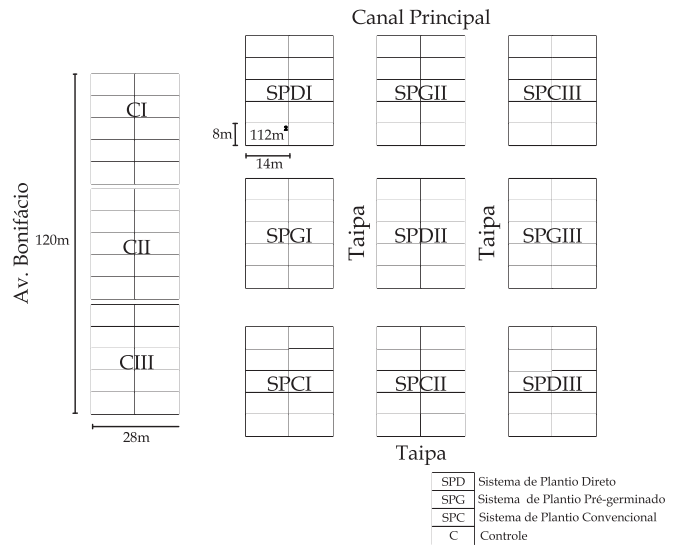 Canal Principal
CI
SPDI
SPGII
SPCIII
8m
112m²
14m
Av. Bonifácio
120m
CII
SPGI
Taipa
SPDII
Taipa
SPGIII
CIII
SPCI
SPCII
SPDIII
28m
Taipa
SPD Sistema de Plantio Direto
SPG Sistema de Plantio Pré-germinado
SPC Sistema de Plantio Convencional
C Controle